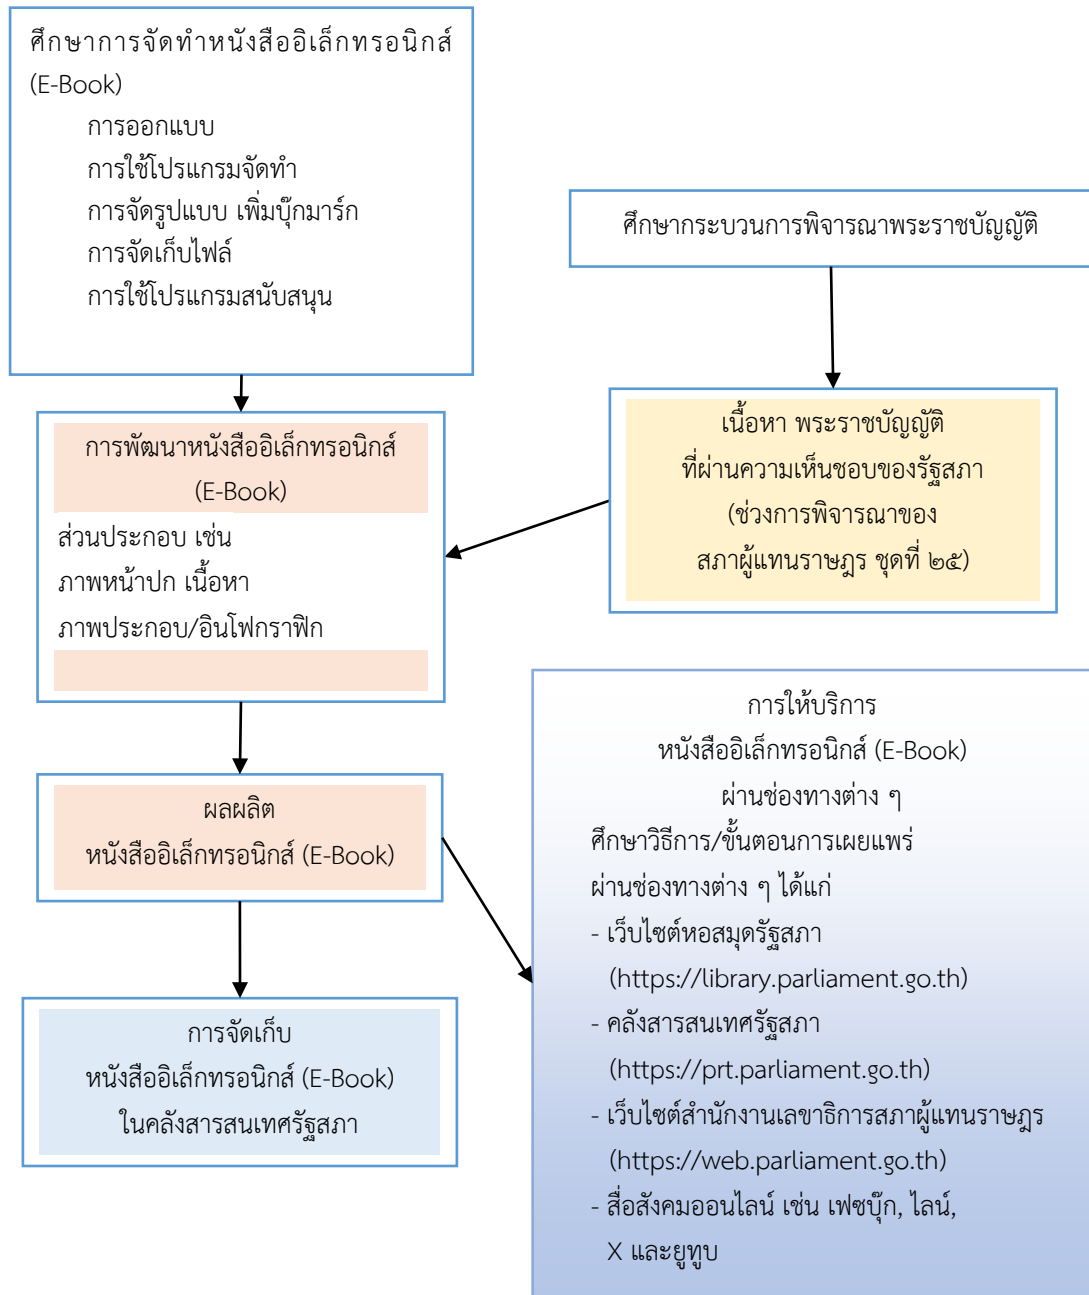 ศึกษาการจัดทำหนังสืออิเล็กทรอนิกส์
(E-Book)
การออกแบบ
การใช้โปรแกรมจัดทำ
การจัดรูปแบบ เพิ่มบุ๊กมาร์ก
การจัดเก็บไฟล์
การใช้โปรแกรมสนับสนุน
ศึกษากระบวนการพิจารณาพระราชบัญญัติ
เนื้อหา พระราชบัญญัติ
ที่ผ่านความเห็นชอบของรัฐสภา
(ช่วงการพิจารณาของ
สภาผู้แทนราษฎร ชุดที่ ๒๕)
การพัฒนาหนังสืออิเล็กทรอนิกส์
(E-Book)
ส่วนประกอบ เช่น
ภาพหน้าปก เนื้อหา
ภาพประกอบ/อินโฟกราฟิก
ผลผลิต
หนังสืออิเล็กทรอนิกส์ (E-Book)
การจัดเก็บ
หนังสืออิเล็กทรอนิกส์ (E-Book)
ในคลังสารสนเทศรัฐสภา
การให้บริการ
หนังสืออิเล็กทรอนิกส์ (E-Book)
ผ่านช่องทางต่าง ๆ
ศึกษาวิธีการ/ขั้นตอนการเผยแพร่
ผ่านช่องทางต่าง ๆ ได้แก่
- เว็บไซต์หอสมุดรัฐสภา
(https://library.parliament.go.th)
- คลังสารสนเทศรัฐสภา
(https://prt.parliament.go.th)
- เว็บไซต์สำนักงานเลขาธิการสภาผู้แทนราษฎร
(https://web.parliament.go.th)
- สื่อสังคมออนไลน์ เช่น เฟซบุ๊ก, ไลน์,
X และยูทูบ